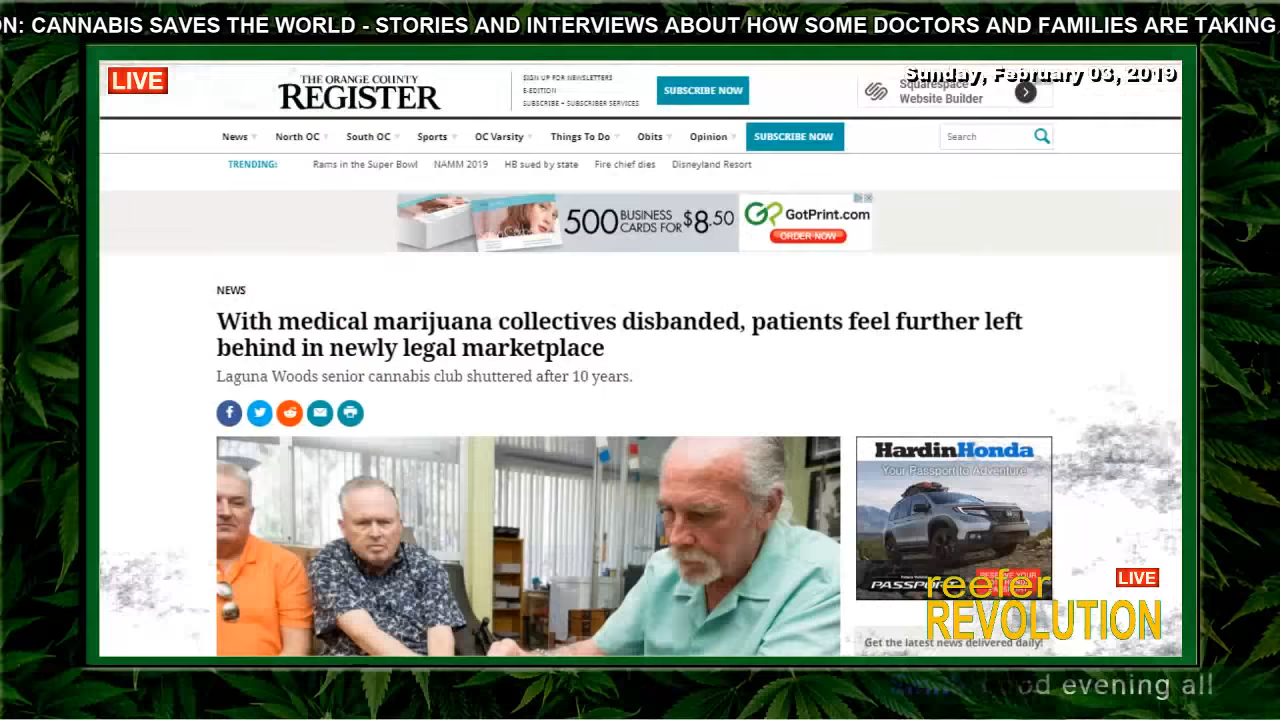 ON: CANNABIS SAVES THE WORLD - STORIES AND INTERVIEWS ABOUT HOW SOME DOCTORS AND FAMILIES ARE TAKING
LIVE
Sunday, February 03, 2019
THE ORANGE COUNTY
REGISTER
SIGN UP FOR NEWSLETTERS
E-EDITION
SUBSCRIBE • SUBSCRIBER SERVICES
SUBSCRIBE NOW
Squarespace
Website Builder
News North OC South OC Sports OC Varsity Things To Do Obits Opinion SUBSCRIBE NOW Search
TRENDING: Rams in the Super Bowl NAMM 2019 HB sued by state Fire chief dies Disneyland Resort
500 BUSINESS CARDS FOR $8.50
GotPrint.com
ORDER NOW
NEWS
With medical marijuana collectives disbanded, patients feel further left
behind in newly legal marketplace
Laguna Woods senior cannabis club shuttered after 10 years.
HardinHonda
Your Passport to Adventure
RESERVE YOUR
reefer
REVOLUTION
LIVE
Get the latest news delivered daily!
evening all